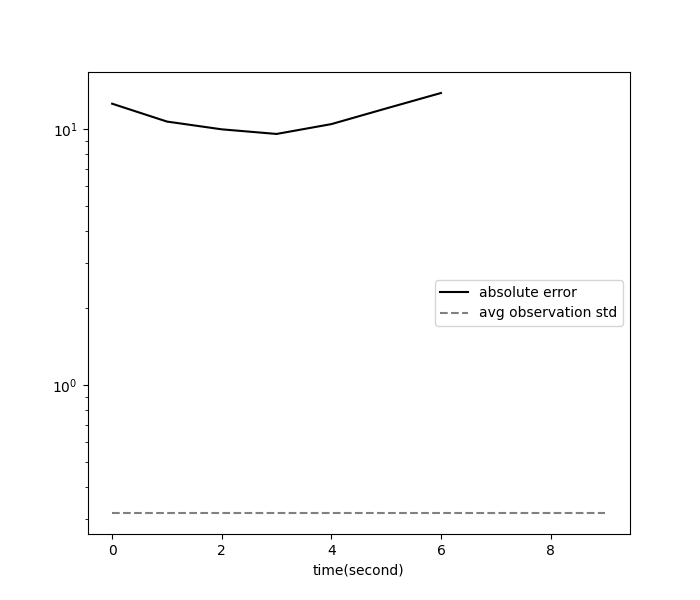 10¹
10⁰
absolute error
avg observation std
0 2 4 6 8
time(second)